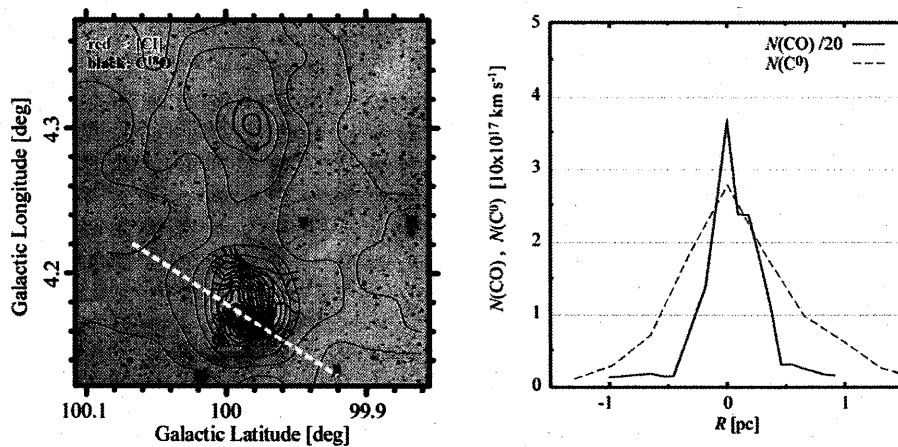 red : [CI]
black: C18O
Galactic Longitude [deg]
4.3
4.2
100.1
100
99.9
Galactic Latitude [deg]
5
4
3
2
1
0
N(CO), N(C⁰) [10x10¹⁷ km s⁻¹]
N(CO) /20
N(C⁰)
-1
0
1
R [pc]